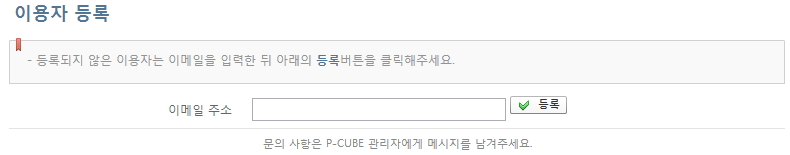 이용자 등록
- 등록되지 않은 이용자는 이메일을 입력한 뒤 아래의 등록버튼을 클릭해주세요.
이메일 주소 등록
문의 사항은 P-CUBE 관리자에게 메시지를 남겨주세요.